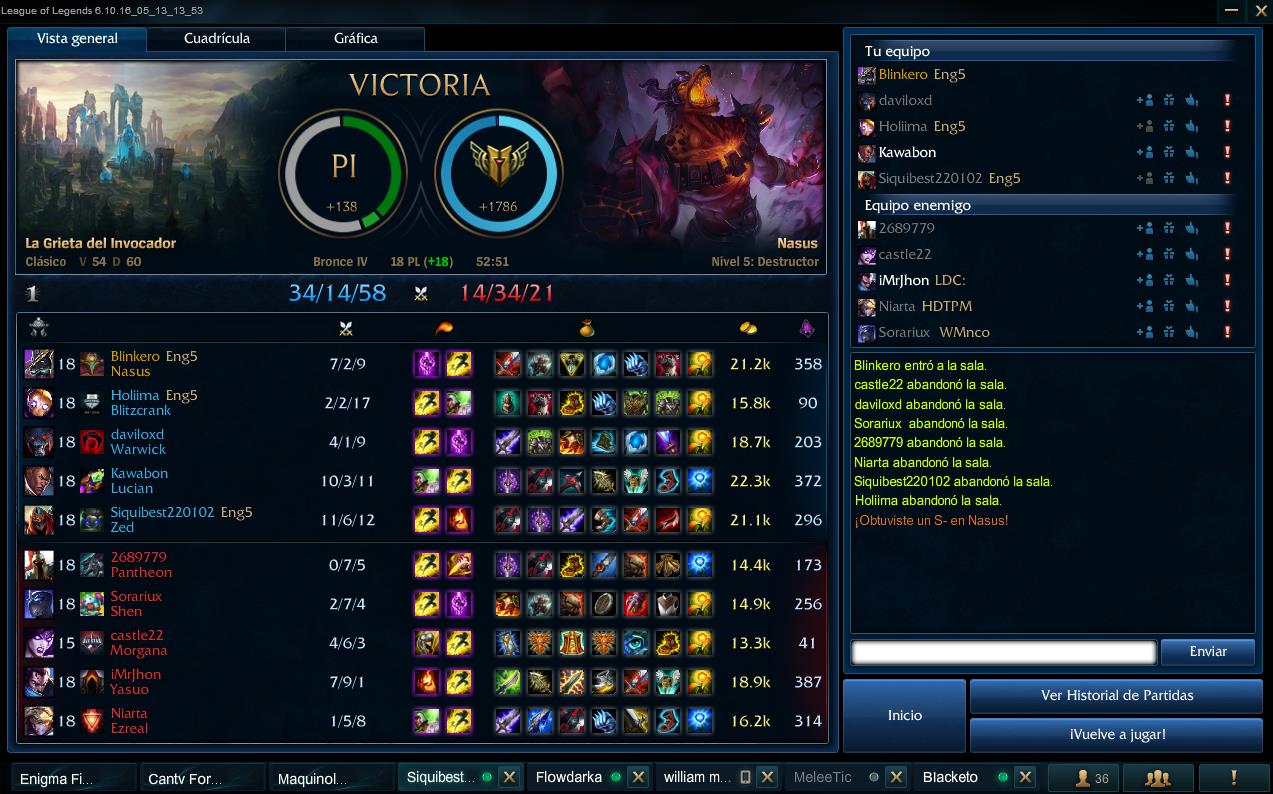 League of Legends 6.10.16_05_13_13_53
Vista general
Cuadrícula
Gráfica
VICTORIA
PI
+138
+1786
La Grieta del Invocador
Nasus
Clásico V 54 D 60
Bronce IV 18 PL (+18) 52:51
Nivel 5: Destructor
1 34/14/58 14/34/21
18 Blinkero Eng5 7/2/9 21.2k 358
Nasus
18 Holiima Eng5 2/2/17 15.8k 90
Blitzcrank
18 daviloxd 4/1/9 18.7k 203
Warwick
18 Kawabon 10/3/11 22.3k 372
Lucian
18 Siquibest220102 Eng5 11/6/12 21.1k 296
Zed
18 2689779 0/7/5 14.4k 173
Pantheon
18 Sorariux 2/7/4 14.9k 256
Shen
15 castle22 4/6/3 13.3k 41
Morgana
18 iMrJhon 7/9/1 18.9k 387
Yasuo
18 Niarta 1/5/8 16.2k 314
Ezreal
Tu equipo
Blinkero Eng5
daviloxd
Holiima Eng5
Kawabon
Siquibest220102 Eng5
Equipo enemigo
2689779
castle22
iMrJhon LDC:
Niarta HDTPM
Sorariux WMnco
Blinkero entró a la sala.
castle22 abandonó la sala.
daviloxd abandonó la sala.
Sorariux abandonó la sala.
2689779 abandonó la sala.
Niarta abandonó la sala.
Siquibest220102 abandonó la sala.
Holiima abandonó la sala.
¡Obtuviste un S- en Nasus!
Enviar
Inicio
Ver Historial de Partidas
¡Vuelve a jugar!
Enigma Fi...
Cantv For...
Maquinol...
Siquibest...
Flowdarka
william m...
MeleeTic
Blacketo
36